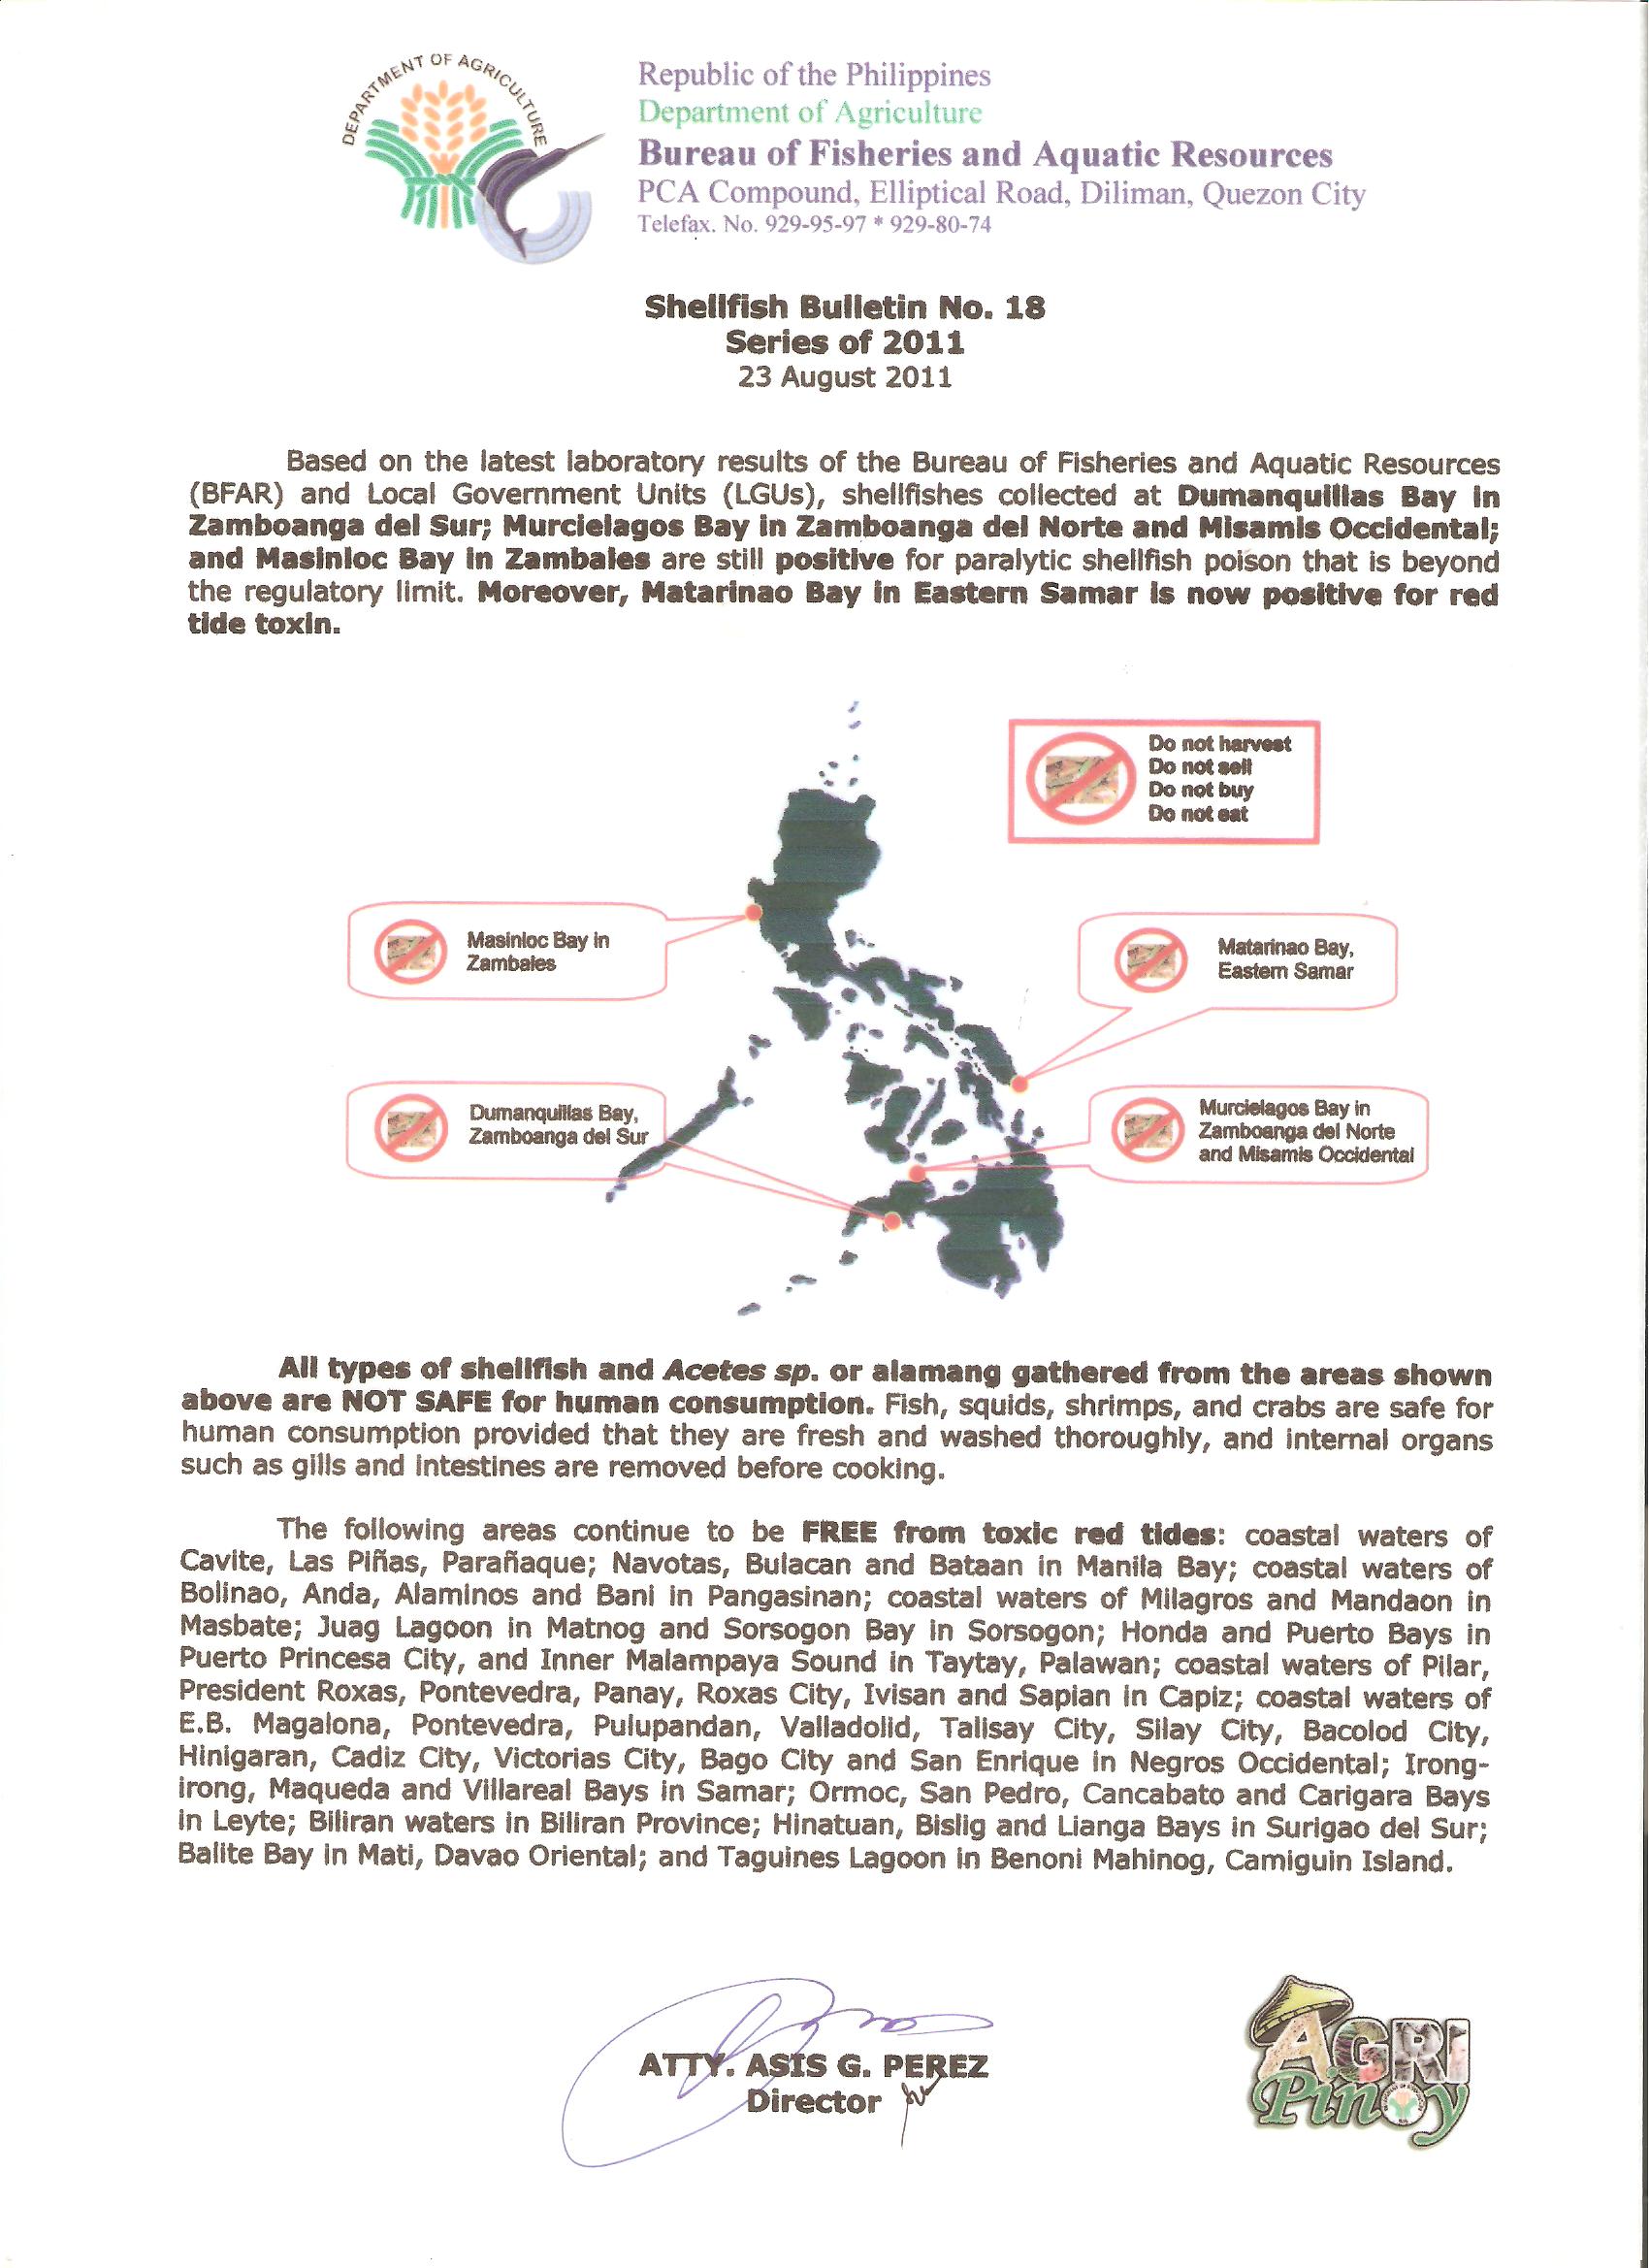 DEPARTMENT OF AGRICULTURE
Republic of the Philippines
Department of Agriculture
Bureau of Fisheries and Aquatic Resources
PCA Compound, Elliptical Road, Diliman, Quezon City
Telefax. No. 929-95-97 * 929-80-74
Shellfish Bulletin No. 18
Series of 2011
23 August 2011
Based on the latest laboratory results of the Bureau of Fisheries and Aquatic Resources
(BFAR) and Local Government Units (LGUs), shellfishes collected at Dumanquillas Bay in
Zamboanga del Sur; Murcielagos Bay in Zamboanga del Norte and Misamis Occidental;
and Masinloc Bay in Zambales are still positive for paralytic shellfish poison that is beyond
the regulatory limit. Moreover, Matarinao Bay in Eastern Samar is now positive for red
tide toxin.
Do not harvest
Do not sell
Do not buy
Do not eat
Masinloc Bay in
Zambales
Matarinao Bay,
Eastern Samar
Dumanquillas Bay,
Zamboanga del Sur
Murcielagos Bay in
Zamboanga del Norte
and Misamis Occidental
All types of shellfish and Acetes sp. or alamang gathered from the areas shown
above are NOT SAFE for human consumption. Fish, squids, shrimps, and crabs are safe for
human consumption provided that they are fresh and washed thoroughly, and internal organs
such as gills and intestines are removed before cooking.
The following areas continue to be FREE from toxic red tides: coastal waters of
Cavite, Las Piñas, Parañaque; Navotas, Bulacan and Bataan in Manila Bay; coastal waters of
Bolinao, Anda, Alaminos and Bani in Pangasinan; coastal waters of Milagros and Mandaon in
Masbate; Juag Lagoon in Matnog and Sorsogon Bay in Sorsogon; Honda and Puerto Bays in
Puerto Princesa City, and Inner Malampaya Sound in Taytay, Palawan; coastal waters of Pilar,
President Roxas, Pontevedra, Panay, Roxas City, Ivisan and Sapian in Capiz; coastal waters of
E.B. Magalona, Pontevedra, Pulupandan, Valladolid, Talisay City, Silay City, Bacolod City,
Hinigaran, Cadiz City, Victorias City, Bago City and San Enrique in Negros Occidental; Irong-
irong, Maqueda and Villareal Bays in Samar; Ormoc, San Pedro, Cancabato and Carigara Bays
in Leyte; Biliran waters in Biliran Province; Hinatuan, Bislig and Lianga Bays in Surigao del Sur;
Balite Bay in Mati, Davao Oriental; and Taguines Lagoon in Benoni Mahinog, Camiguin Island.
ATTY. ASIS G. PEREZ
Director
AGRI
Pinoy